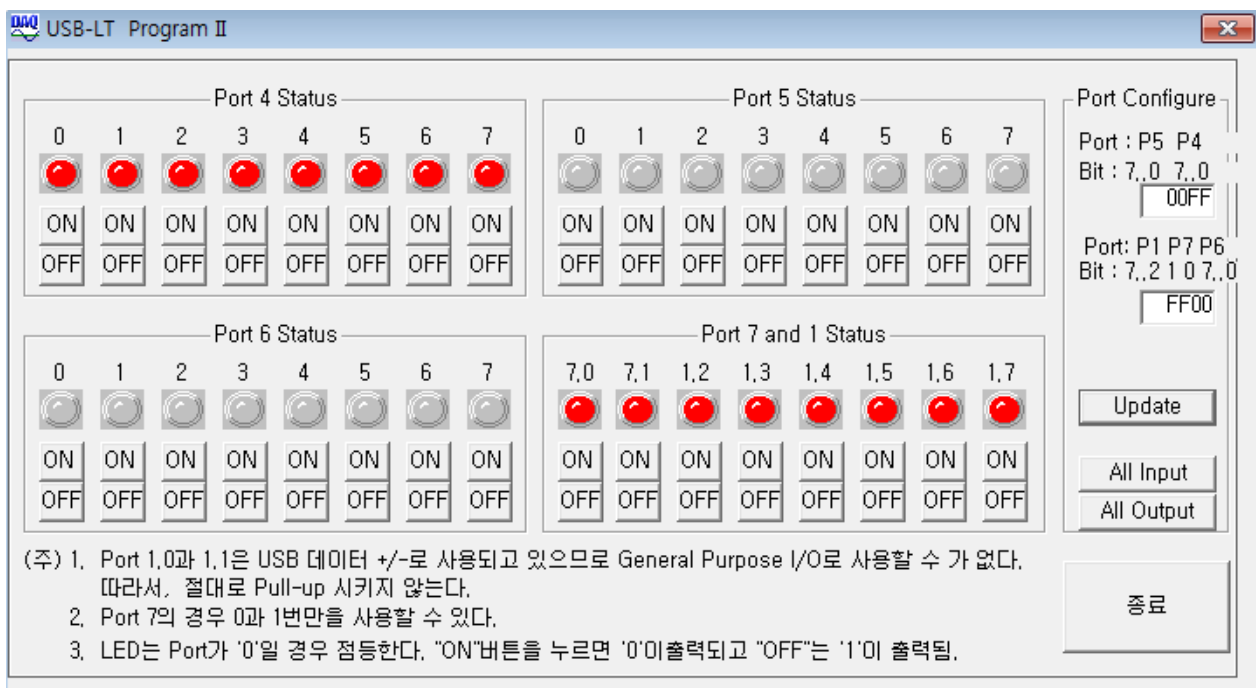 USB-LT Program II
Port 4 Status
0 1 2 3 4 5 6 7
ON ON ON ON ON ON ON ON
OFF OFF OFF OFF OFF OFF OFF OFF
Port 5 Status
0 1 2 3 4 5 6 7
ON ON ON ON ON ON ON ON
OFF OFF OFF OFF OFF OFF OFF OFF
Port 6 Status
0 1 2 3 4 5 6 7
ON ON ON ON ON ON ON ON
OFF OFF OFF OFF OFF OFF OFF OFF
Port 7 and 1 Status
7.0 7.1 1.2 1.3 1.4 1.5 1.6 1.7
ON ON ON ON ON ON ON ON
OFF OFF OFF OFF OFF OFF OFF OFF
Port Configure
Port : P5 P4
Bit : 7..0 7..0
00FF
Port: P1 P7 P6
Bit : 7..2 1 0 7..0
FF00
Update
All Input
All Output
(주) 1. Port 1.0과 1.1은 USB 데이터 +/-로 사용되고 있으므로 General Purpose I/O로 사용할 수 가 없다.
따라서, 절대로 Pull-up 시키지 않는다.
2. Port 7의 경우 0과 1번만을 사용할 수 있다.
3. LED는 Port가 '0'일 경우 점등한다. "ON"버튼을 누르면 '0'이출력되고 "OFF"는 '1'이 출력됨.
종료